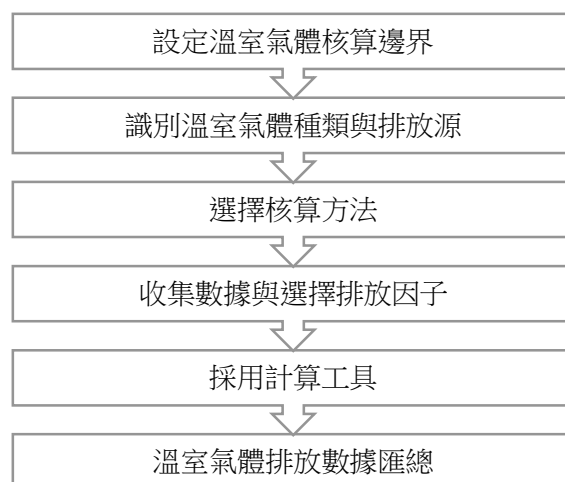 設定溫室氣體核算邊界
識別溫室氣體種類與排放源
選擇核算方法
收集數據與選擇排放因子
採用計算工具
溫室氣體排放數據匯總